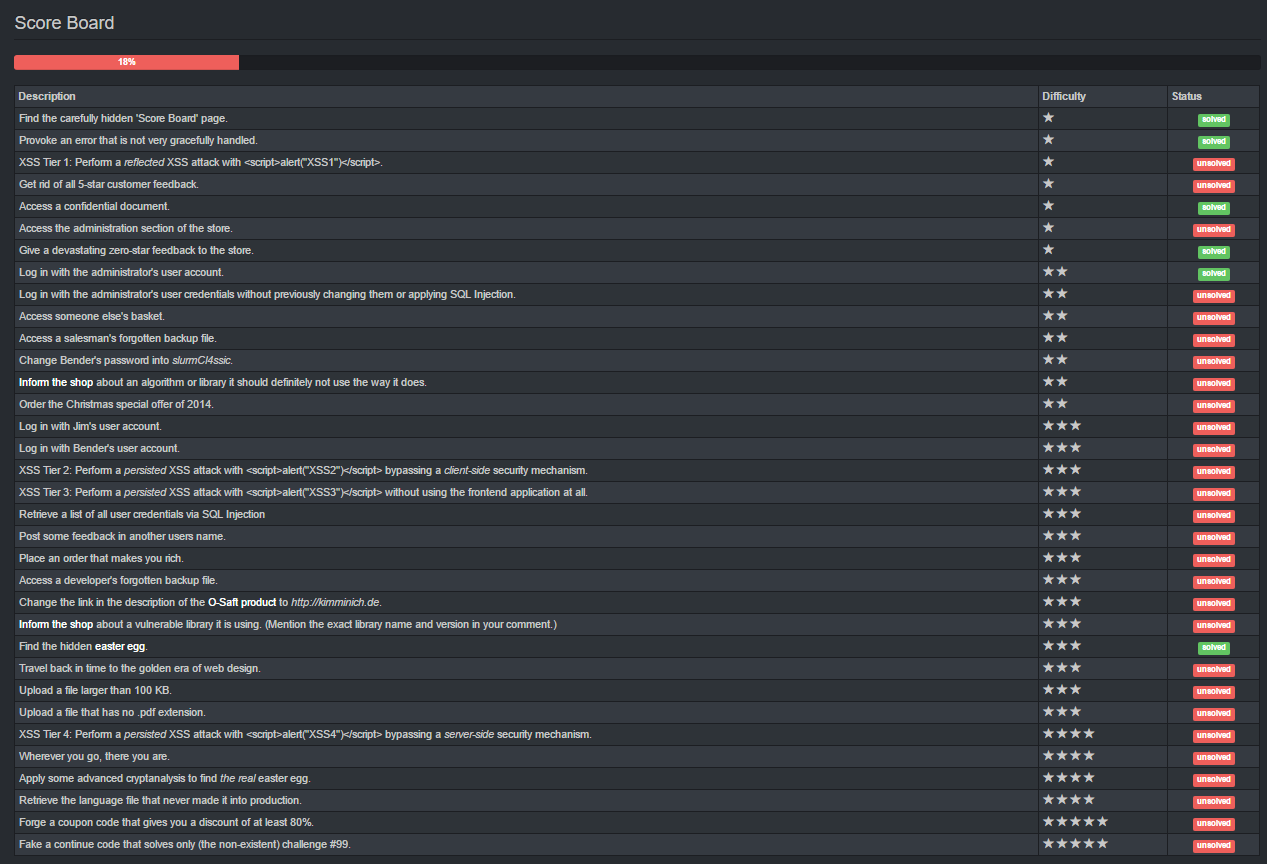 Score Board
18%
Description Difficulty Status
Find the carefully hidden 'Score Board' page. ★ solved
Provoke an error that is not very gracefully handled. ★ solved
XSS Tier 1: Perform a reflected XSS attack with <script>alert("XSS1")</script>. ★ unsolved
Get rid of all 5-star customer feedback. ★ unsolved
Access a confidential document. ★ solved
Access the administration section of the store. ★ unsolved
Give a devastating zero-star feedback to the store. ★ solved
Log in with the administrator's user account. ★★ solved
Log in with the administrator's user credentials without previously changing them or applying SQL Injection. ★★ unsolved
Access someone else's basket. ★★ unsolved
Access a salesman's forgotten backup file. ★★ unsolved
Change Bender's password into slurmCl4ssic. ★★ unsolved
Inform the shop about an algorithm or library it should definitely not use the way it does. ★★ unsolved
Order the Christmas special offer of 2014. ★★ unsolved
Log in with Jim's user account. ★★★ unsolved
Log in with Bender's user account. ★★★ unsolved
XSS Tier 2: Perform a persisted XSS attack with <script>alert("XSS2")</script> bypassing a client-side security mechanism. ★★★ unsolved
XSS Tier 3: Perform a persisted XSS attack with <script>alert("XSS3")</script> without using the frontend application at all. ★★★ unsolved
Retrieve a list of all user credentials via SQL Injection ★★★ unsolved
Post some feedback in another users name. ★★★ unsolved
Place an order that makes you rich. ★★★ unsolved
Access a developer's forgotten backup file. ★★★ unsolved
Change the link in the description of the O-Saft product to http://kimminich.de. ★★★ unsolved
Inform the shop about a vulnerable library it is using. (Mention the exact library name and version in your comment.) ★★★ unsolved
Find the hidden easter egg. ★★★ solved
Travel back in time to the golden era of web design. ★★★ unsolved
Upload a file larger than 100 KB. ★★★ unsolved
Upload a file that has no .pdf extension. ★★★ unsolved
XSS Tier 4: Perform a persisted XSS attack with <script>alert("XSS4")</script> bypassing a server-side security mechanism. ★★★★ unsolved
Wherever you go, there you are. ★★★★ unsolved
Apply some advanced cryptanalysis to find the real easter egg. ★★★★ unsolved
Retrieve the language file that never made it into production. ★★★★ unsolved
Forge a coupon code that gives you a discount of at least 80%. ★★★★★ unsolved
Fake a continue code that solves only (the non-existent) challenge #99. ★★★★★ unsolved